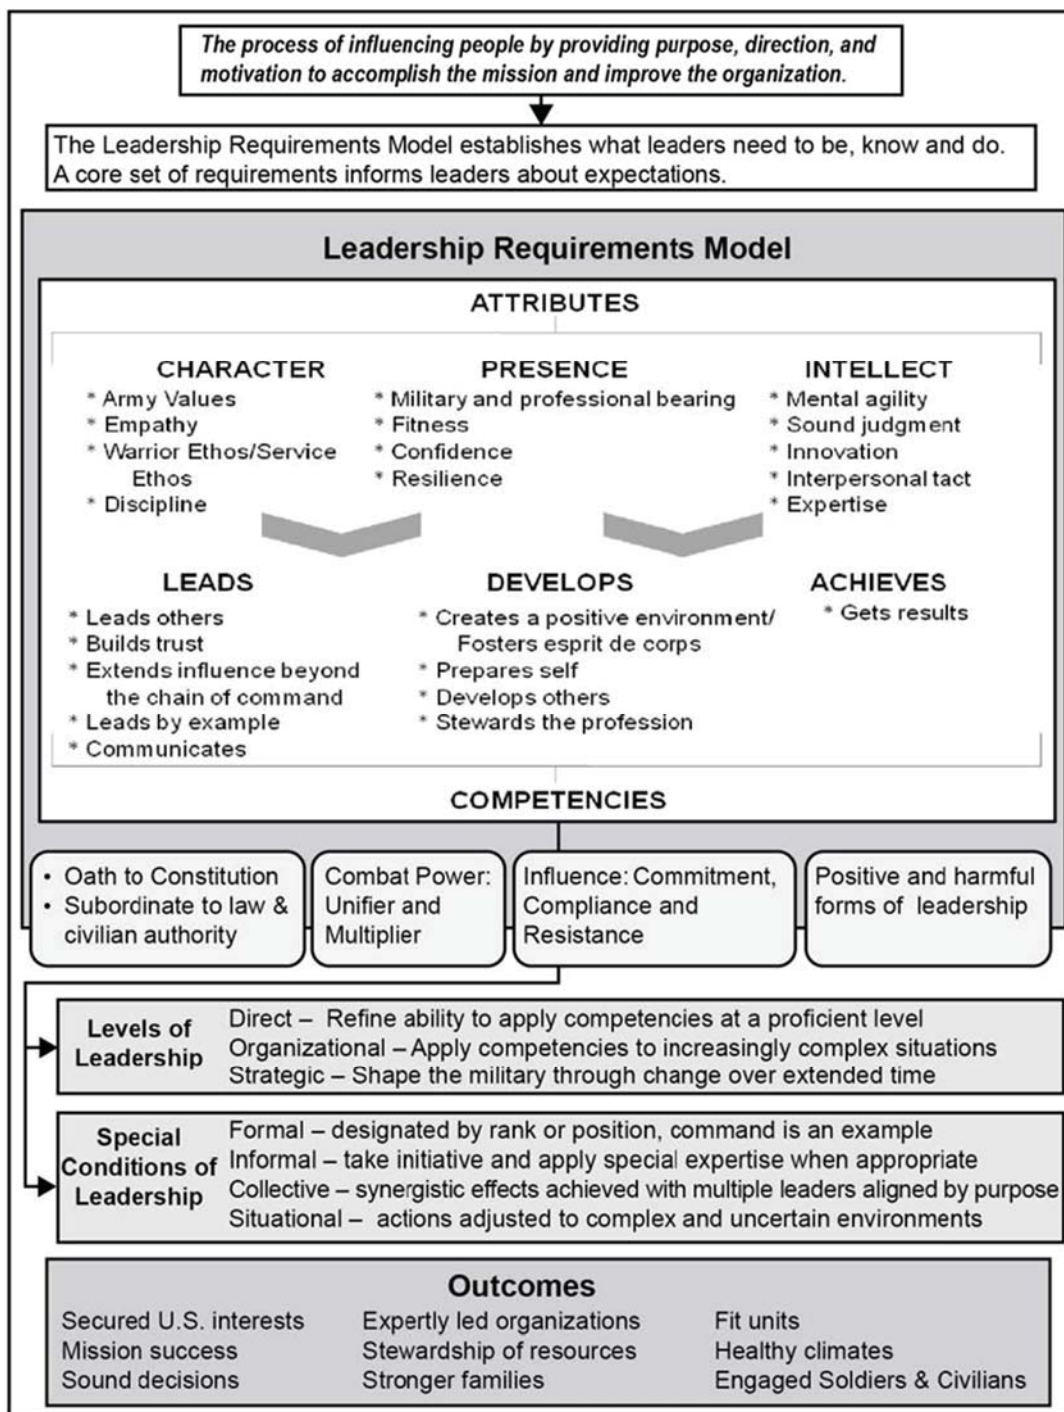 The process of influencing people by providing purpose, direction, and
motivation to accomplish the mission and improve the organization.
The Leadership Requirements Model establishes what leaders need to be, know and do.
A core set of requirements informs leaders about expectations.
Leadership Requirements Model
ATTRIBUTES
CHARACTER
* Army Values
* Empathy
* Warrior Ethos/Service
Ethos
* Discipline
PRESENCE
* Military and professional bearing
* Fitness
* Confidence
* Resilience
INTELLECT
* Mental agility
* Sound judgment
* Innovation
* Interpersonal tact
* Expertise
LEADS
* Leads others
* Builds trust
* Extends influence beyond
the chain of command
* Leads by example
* Communicates
DEVELOPS
* Creates a positive environment/
Fosters esprit de corps
* Prepares self
* Develops others
* Stewards the profession
ACHIEVES
* Gets results
COMPETENCIES
• Oath to Constitution
• Subordinate to law &
civilian authority
Combat Power:
Unifier and
Multiplier
Influence: Commitment,
Compliance and
Resistance
Positive and harmful
forms of leadership
Levels of
Leadership
Direct – Refine ability to apply competencies at a proficient level
Organizational – Apply competencies to increasingly complex situations
Strategic – Shape the military through change over extended time
Special
Conditions of
Leadership
Formal – designated by rank or position, command is an example
Informal – take initiative and apply special expertise when appropriate
Collective – synergistic effects achieved with multiple leaders aligned by purpose
Situational – actions adjusted to complex and uncertain environments
Outcomes
Secured U.S. interests
Mission success
Sound decisions
Expertly led organizations
Stewardship of resources
Stronger families
Fit units
Healthy climates
Engaged Soldiers & Civilians